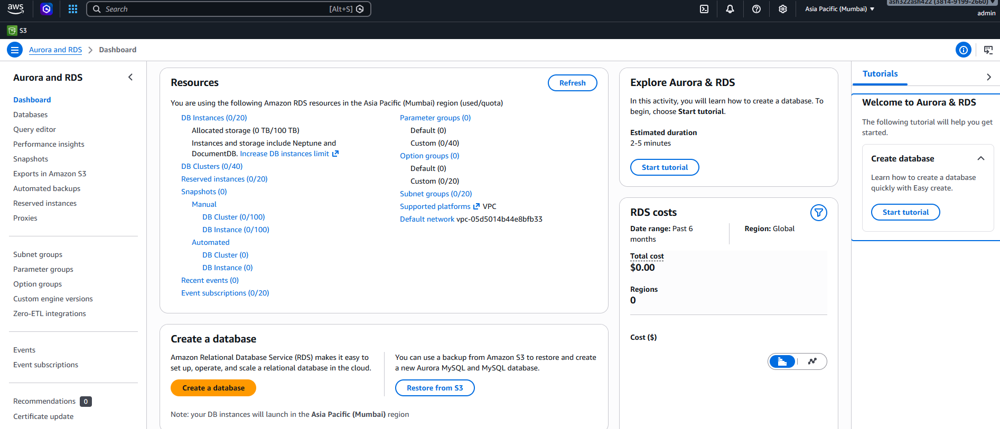 aws
Search
[Alt+S]
Asia Pacific (Mumbai)
ash322ash422 (3814-9199-2660)
admin
S3
Aurora and RDS
Dashboard
Aurora and RDS
Dashboard
Databases
Query editor
Performance insights
Snapshots
Exports in Amazon S3
Automated backups
Reserved instances
Proxies
Subnet groups
Parameter groups
Option groups
Custom engine versions
Zero-ETL integrations
Events
Event subscriptions
Recommendations 0
Certificate update
Resources
Refresh
You are using the following Amazon RDS resources in the Asia Pacific (Mumbai) region (used/quota)
DB Instances (0/20)
Allocated storage (0 TB/100 TB)
Instances and storage include Neptune and
DocumentDB. Increase DB instances limit
DB Clusters (0/40)
Reserved instances (0/20)
Snapshots (0)
Manual
DB Cluster (0/100)
DB Instance (0/100)
Automated
DB Cluster (0)
DB Instance (0)
Recent events (0)
Event subscriptions (0/20)
Parameter groups (0)
Default (0)
Custom (0/40)
Option groups (0)
Default (0)
Custom (0/20)
Subnet groups (0/20)
Supported platforms VPC
Default network vpc-05d5014b44e8bfb33
Create a database
Amazon Relational Database Service (RDS) makes it easy to
set up, operate, and scale a relational database in the cloud.
Create a database
You can use a backup from Amazon S3 to restore and create
a new Aurora MySQL and MySQL database.
Restore from S3
Note: your DB instances will launch in the Asia Pacific (Mumbai) region
Explore Aurora & RDS
In this activity, you will learn how to create a database. To
begin, choose Start tutorial.
Estimated duration
2-5 minutes
Start tutorial
RDS costs
Date range: Past 6
months
Region: Global
Total cost
$0.00
Regions
0
Cost ($)
Tutorials
Welcome to Aurora & RDS
The following tutorial will help you get
started.
Create database
Learn how to create a database
quickly with Easy create.
Start tutorial